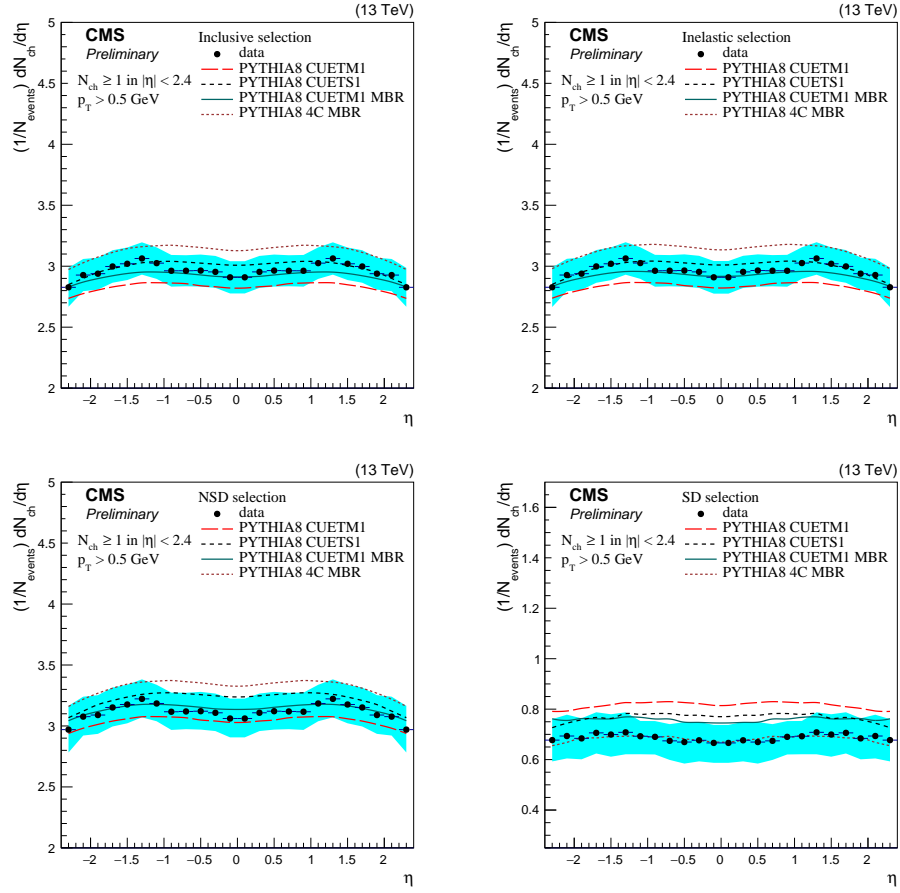 (13 TeV)
(1/N_events) dN_ch/dη
5
4.5
4
3.5
3
2.5
2
CMS
Preliminary
N_ch ≥ 1 in |η| < 2.4
p_T > 0.5 GeV
Inclusive selection
data
PYTHIA8 CUETM1
PYTHIA8 CUETS1
PYTHIA8 CUETM1 MBR
PYTHIA8 4C MBR
−2 −1.5 −1 −0.5 0 0.5 1 1.5 2
η
(13 TeV)
(1/N_events) dN_ch/dη
5
4.5
4
3.5
3
2.5
2
CMS
Preliminary
N_ch ≥ 1 in |η| < 2.4
p_T > 0.5 GeV
Inelastic selection
data
PYTHIA8 CUETM1
PYTHIA8 CUETS1
PYTHIA8 CUETM1 MBR
PYTHIA8 4C MBR
−2 −1.5 −1 −0.5 0 0.5 1 1.5 2
η
(13 TeV)
(1/N_events) dN_ch/dη
5
4.5
4
3.5
3
2.5
2
CMS
Preliminary
N_ch ≥ 1 in |η| < 2.4
p_T > 0.5 GeV
NSD selection
data
PYTHIA8 CUETM1
PYTHIA8 CUETS1
PYTHIA8 CUETM1 MBR
PYTHIA8 4C MBR
−2 −1.5 −1 −0.5 0 0.5 1 1.5 2
η
(13 TeV)
(1/N_events) dN_ch/dη
1.6
1.4
1.2
1
0.8
0.6
0.4
CMS
Preliminary
N_ch ≥ 1 in |η| < 2.4
p_T > 0.5 GeV
SD selection
data
PYTHIA8 CUETM1
PYTHIA8 CUETS1
PYTHIA8 CUETM1 MBR
PYTHIA8 4C MBR
−2 −1.5 −1 −0.5 0 0.5 1 1.5 2
η